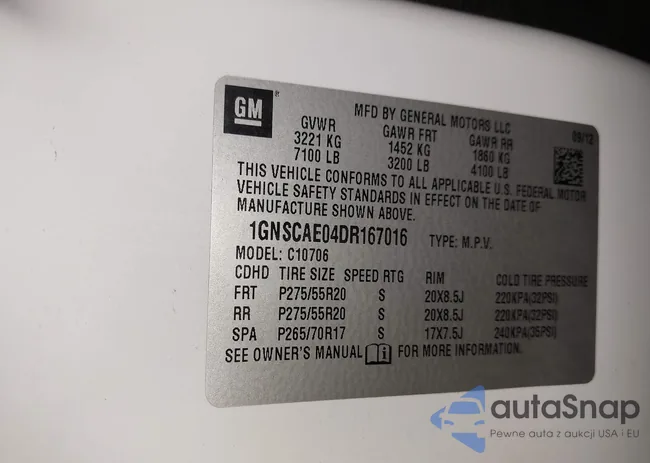 GM
MFD BY GENERAL MOTORS LLC
09/12
GVWR GAWR FRT GAWR RR
3221 KG 1452 KG 1860 KG
7100 LB 3200 LB 4100 LB
THIS VEHICLE CONFORMS TO ALL APPLICABLE U.S. FEDERAL MOTOR
VEHICLE SAFETY STANDARDS IN EFFECT ON THE DATE OF
MANUFACTURE SHOWN ABOVE.
1GNSCAE04DR167016 TYPE: M.P.V.
MODEL: C10706
CDHD TIRE SIZE SPEED RTG RIM COLD TIRE PRESSURE
FRT P275/55R20 S 20X8.5J 220KPA(32PSI)
RR P275/55R20 S 20X8.5J 220KPA(32PSI)
SPA P265/70R17 S 17X7.5J 240KPA(35PSI)
SEE OWNER'S MANUAL FOR MORE INFORMATION.
autaSnap
Pewne auta z aukcji USA i EU